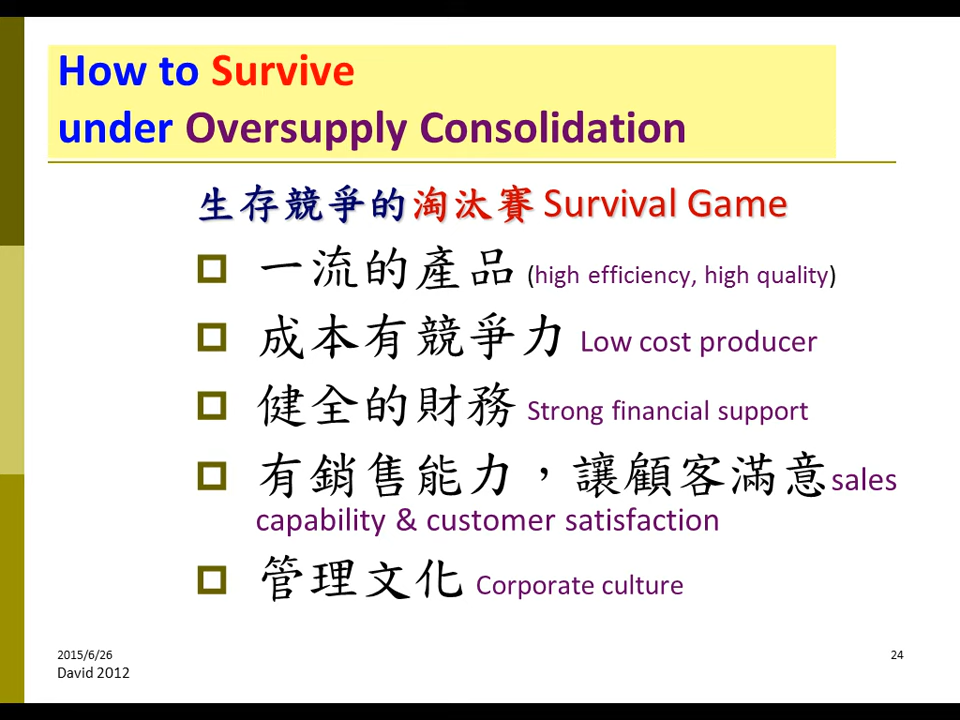 How to Survive
under Oversupply Consolidation
生存競爭的淘汰賽 Survival Game
一流的產品 (high efficiency, high quality)
成本有競爭力 Low cost producer
健全的財務 Strong financial support
有銷售能力，讓顧客滿意sales
capability & customer satisfaction
管理文化 Corporate culture
2015/6/26
David 2012
24